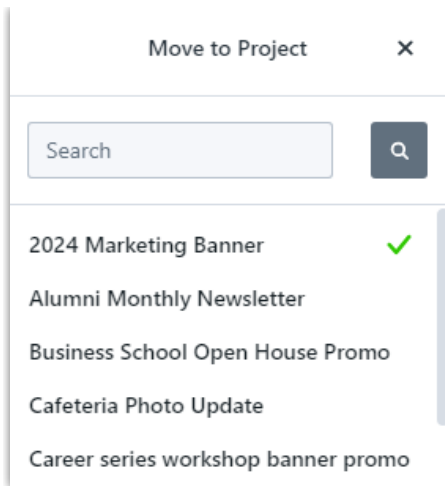 Move to Project
Search
2024 Marketing Banner
Alumni Monthly Newsletter
Business School Open House Promo
Cafeteria Photo Update
Career series workshop banner promo